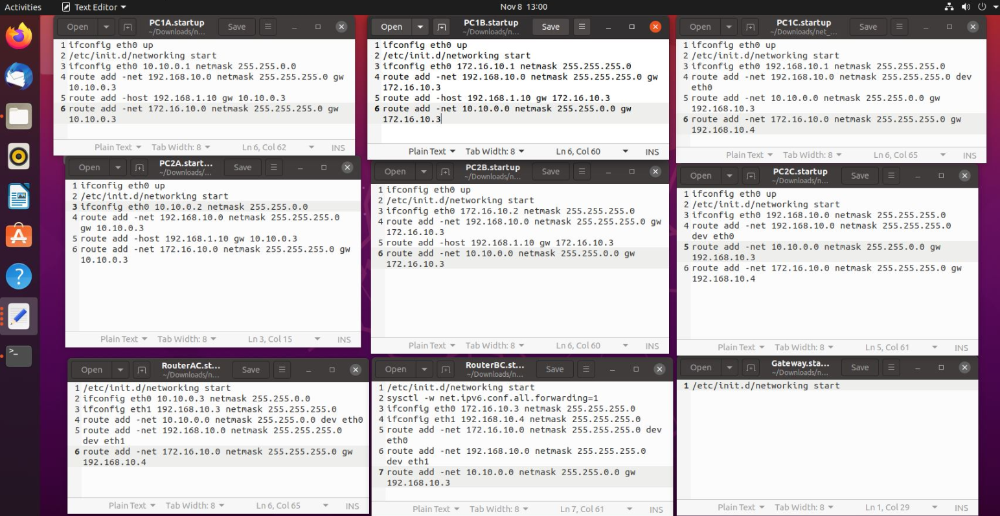 Activities
Text Editor
Nov 8 13:00
Open
PC1A.startup
~/Downloads/n...
Save
1 ifconfig eth0 up
2 /etc/init.d/networking start
3 ifconfig eth0 10.10.0.1 netmask 255.255.0.0
4 route add -net 192.168.10.0 netmask 255.255.255.0 gw
10.10.0.3
5 route add -host 192.168.1.10 gw 10.10.0.3
6 route add -net 172.16.10.0 netmask 255.255.255.0 gw
10.10.0.3
Plain Text
Tab Width: 8
Ln 6, Col 62
INS
Open
PC1B.startup
~/Downloads/n...
Save
1 ifconfig eth0 up
2 /etc/init.d/networking start
3 ifconfig eth0 172.16.10.1 netmask 255.255.255.0
4 route add -net 192.168.10.0 netmask 255.255.255.0 gw
172.16.10.3
5 route add -host 192.168.1.10 gw 172.16.10.3
6 route add -net 10.10.0.0 netmask 255.255.0.0 gw
172.16.10.3
Plain Text
Tab Width: 8
Ln 6, Col 60
INS
Open
PC1C.startup
~/Downloads/net_...
Save
1 ifconfig eth0 up
2 /etc/init.d/networking start
3 ifconfig eth0 192.168.10.1 netmask 255.255.255.0
4 route add -net 192.168.10.0 netmask 255.255.255.0 dev
eth0
5 route add -net 10.10.0.0 netmask 255.255.0.0 gw
192.168.10.3
6 route add -net 172.16.10.0 netmask 255.255.255.0 gw
192.168.10.4
Plain Text
Tab Width: 8
Ln 6, Col 65
INS
Open
PC2A.start...
~/Downloads/n...
Save
1 ifconfig eth0 up
2 /etc/init.d/networking start
3 ifconfig eth0 10.10.0.2 netmask 255.255.0.0
4 route add -net 192.168.10.0 netmask 255.255.255.0
gw 10.10.0.3
5 route add -host 192.168.1.10 gw 10.10.0.3
6 route add -net 172.16.10.0 netmask 255.255.255.0 gw
10.10.0.3
Plain Text
Tab Width: 8
Ln 3, Col 15
INS
Open
PC2B.startup
~/Downloads/n...
Save
1 ifconfig eth0 up
2 /etc/init.d/networking start
3 ifconfig eth0 172.16.10.2 netmask 255.255.255.0
4 route add -net 192.168.10.0 netmask 255.255.255.0 gw
172.16.10.3
5 route add -host 192.168.1.10 gw 172.16.10.3
6 route add -net 10.10.0.0 netmask 255.255.0.0 gw
172.16.10.3
Plain Text
Tab Width: 8
Ln 6, Col 60
INS
Open
PC2C.startup
~/Downloads/n...
Save
1 ifconfig eth0 up
2 /etc/init.d/networking start
3 ifconfig eth0 192.168.10.0 netmask 255.255.255.0
4 route add -net 192.168.10.0 netmask 255.255.255.0
dev eth0
5 route add -net 10.10.0.0 netmask 255.255.0.0 gw
192.168.10.3
6 route add -net 172.16.10.0 netmask 255.255.255.0 gw
192.168.10.4
Plain Text
Tab Width: 8
Ln 5, Col 61
INS
Open
RouterAC.st...
~/Downloads/n...
Save
1 /etc/init.d/networking start
2 ifconfig eth0 10.10.0.3 netmask 255.255.0.0
3 ifconfig eth1 192.168.10.3 netmask 255.255.255.0
4 route add -net 10.10.0.0 netmask 255.255.0.0 dev eth0
5 route add -net 192.168.10.0 netmask 255.255.255.0
dev eth1
6 route add -net 172.16.10.0 netmask 255.255.255.0 gw
192.168.10.4
Plain Text
Tab Width: 8
Ln 6, Col 65
INS
Open
RouterBC.st...
~/Downloads/n...
Save
1 /etc/init.d/networking start
2 sysctl -w net.ipv6.conf.all.forwarding=1
3 ifconfig eth0 172.16.10.3 netmask 255.255.255.0
4 ifconfig eth1 192.168.10.4 netmask 255.255.255.0
5 route add -net 172.16.10.0 netmask 255.255.255.0 dev
eth0
6 route add -net 192.168.10.0 netmask 255.255.255.0
dev eth1
7 route add -net 10.10.0.0 netmask 255.255.0.0 gw
192.168.10.3
Plain Text
Tab Width: 8
Ln 7, Col 61
INS
Open
Gateway.sta...
~/Downloads/n...
Save
1 /etc/init.d/networking start
Plain Text
Tab Width: 8
Ln 1, Col 29
INS